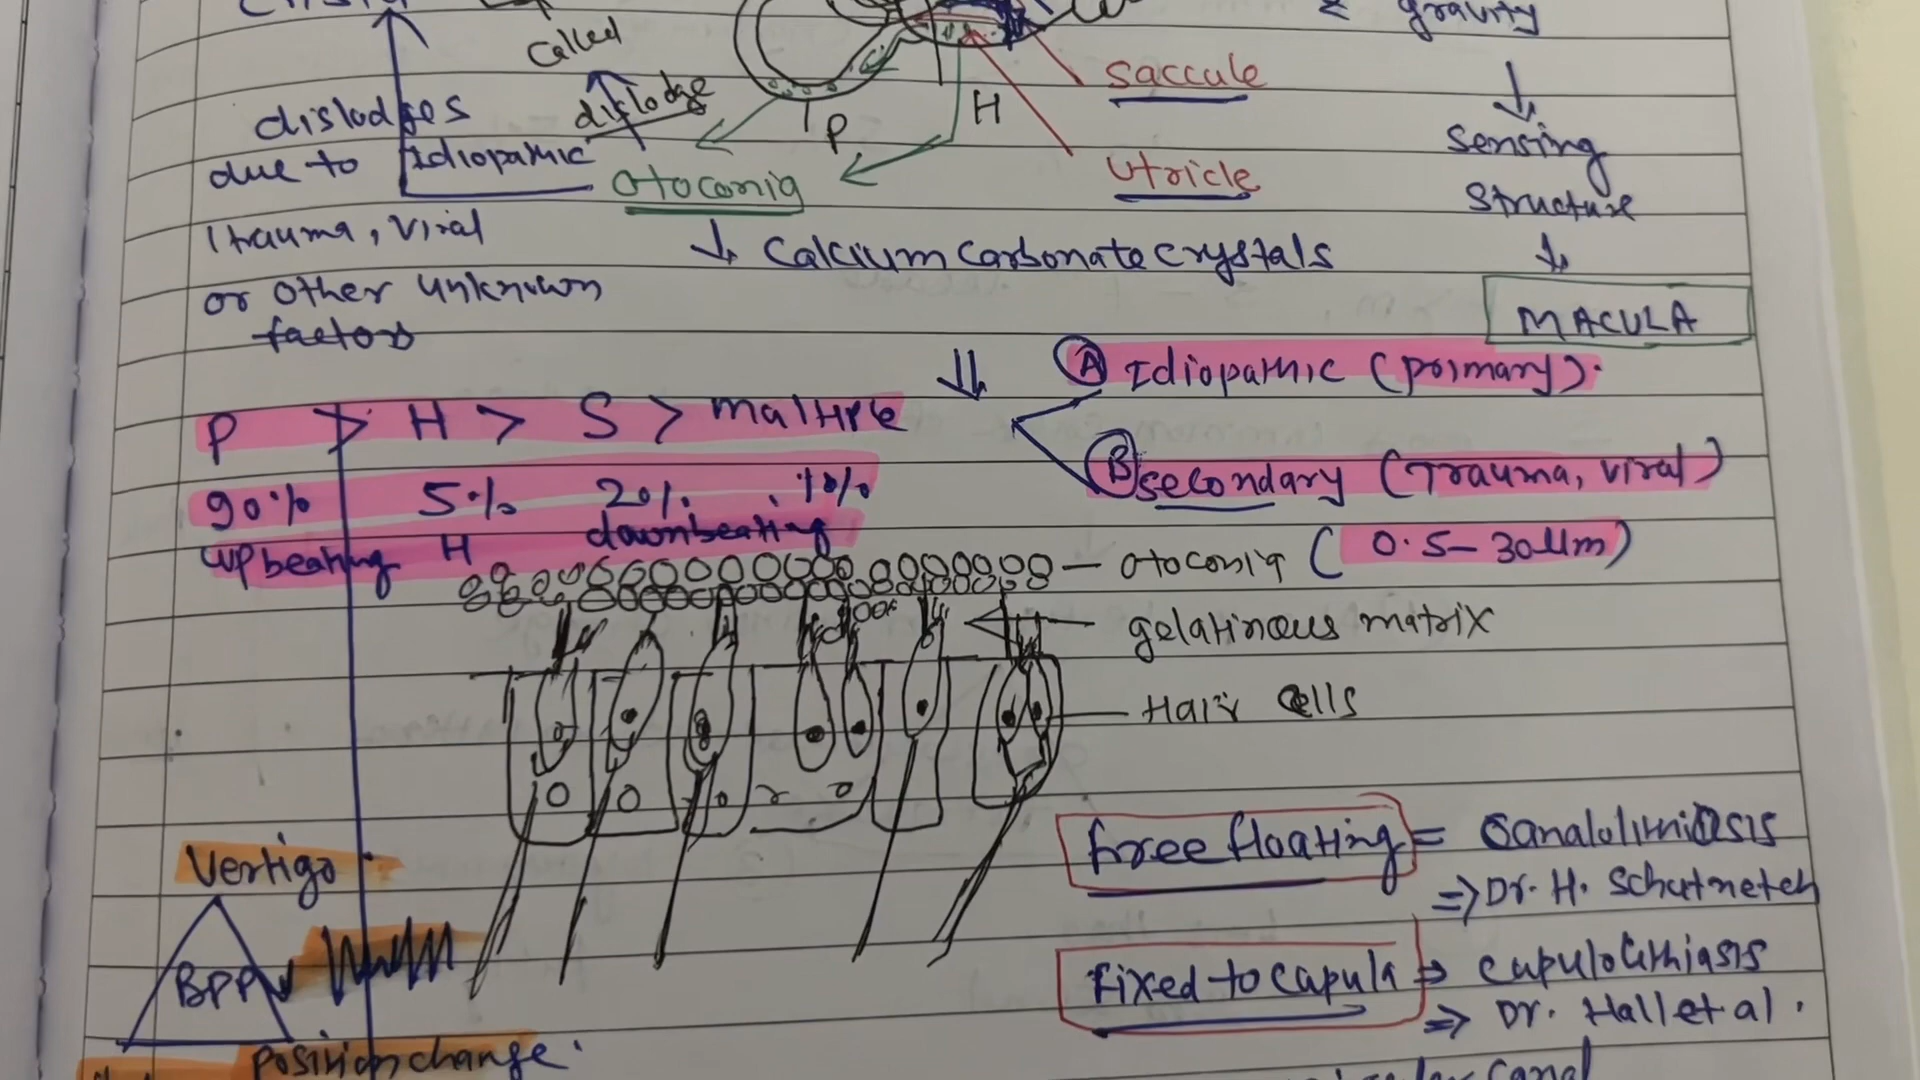 called
gravity
dislodges
dislodge
saccule
P
H
Sensing
due to Idiopathic
otoconia
Utricle
Structure
trauma, viral
↓ Calcium carbonate crystals
or other unknown
factors
MACULA
A Idiopathic (primary).
P > H > S > multiple
B secondary (Trauma, viral)
90% 5% 2% 1%
upbeating H downbeating
otoconia (0.5-30um)
gelatinous matrix
Hair cells
Vertigo
free floating = Canalolithiasis
=> Dr. H. Schutneteh
BPPV
Fixed to Capula => Cupulolithiasis
=> Dr. Hall et al.
Position change.
canal